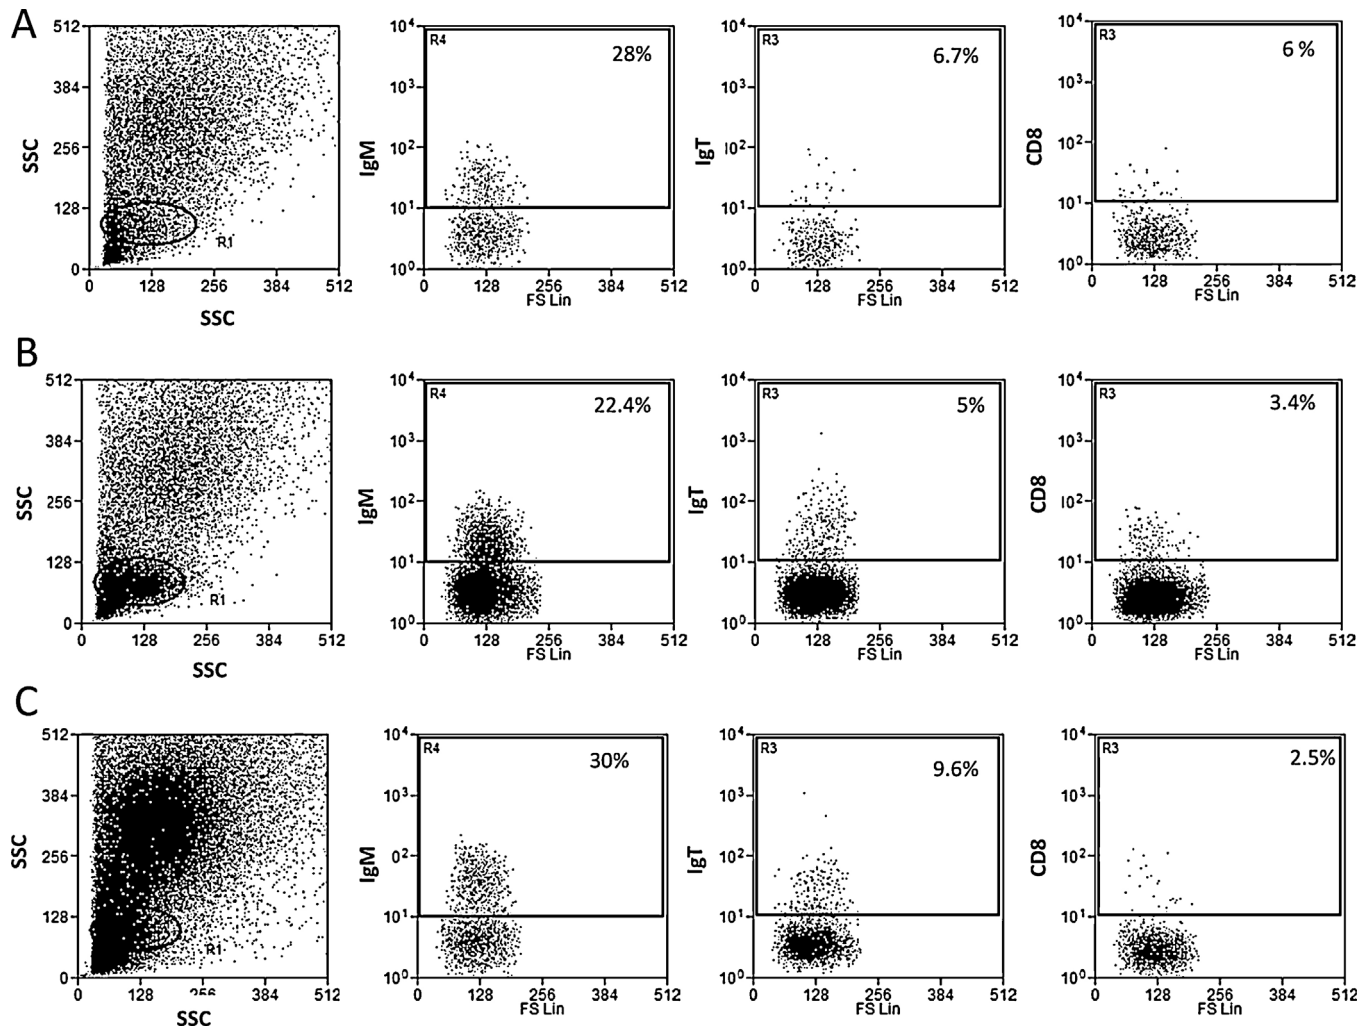 A
512
384
256
128
0
SSC
R1
0 128 256 384 512
SSC
10⁴
10³
10²
10¹
10⁰
IgM
R4
28%
0 128 256 384 512
FS Lin
10⁴
10³
10²
10¹
10⁰
IgT
R3
6.7%
0 128 256 384 512
FS Lin
10⁴
10³
10²
10¹
10⁰
CD8
R3
6 %
0 128 256 384 512
FS Lin
B
512
384
256
128
0
SSC
R1
0 128 256 384 512
SSC
10⁴
10³
10²
10¹
10⁰
IgM
R4
22.4%
0 128 256 384 512
FS Lin
10⁴
10³
10²
10¹
10⁰
IgT
R3
5%
0 128 256 384 512
FS Lin
10⁴
10³
10²
10¹
10⁰
CD8
R3
3.4%
0 128 256 384 512
FS Lin
C
512
384
256
128
0
SSC
R1
0 128 256 384 512
SSC
10⁴
10³
0²
10¹
10⁰
IgM
R4
30%
0 128 256 384 512
FS Lin
10⁴
10³
10²
10¹
10⁰
IgT
R3
9.6%
0 128 256 384 512
FS Lin
10⁴
10³
10²
10¹
10⁰
CD8
R3
2.5%
0 128 256 384 512
FS Lin